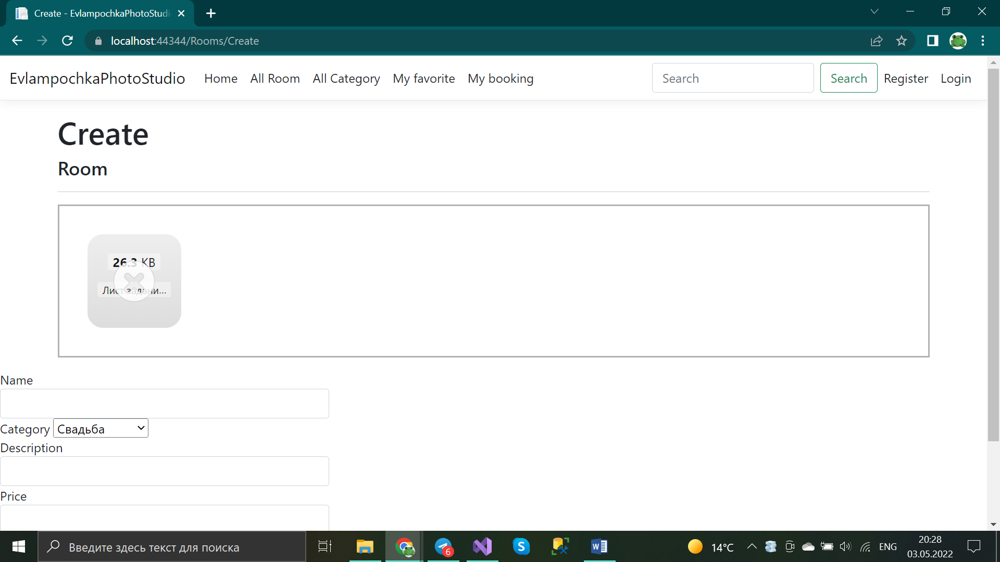 Create - EvlampochkaPhotoStudi
localhost:44344/Rooms/Create
EvlampochkaPhotoStudio Home All Room All Category My favorite My booking Search Search Register Login
Create
Room
26.3 KB
Лист задани...
Name
Category Свадьба
Description
Price
Введите здесь текст для поиска
6
S
W
14°C
ENG
20:28
03.05.2022